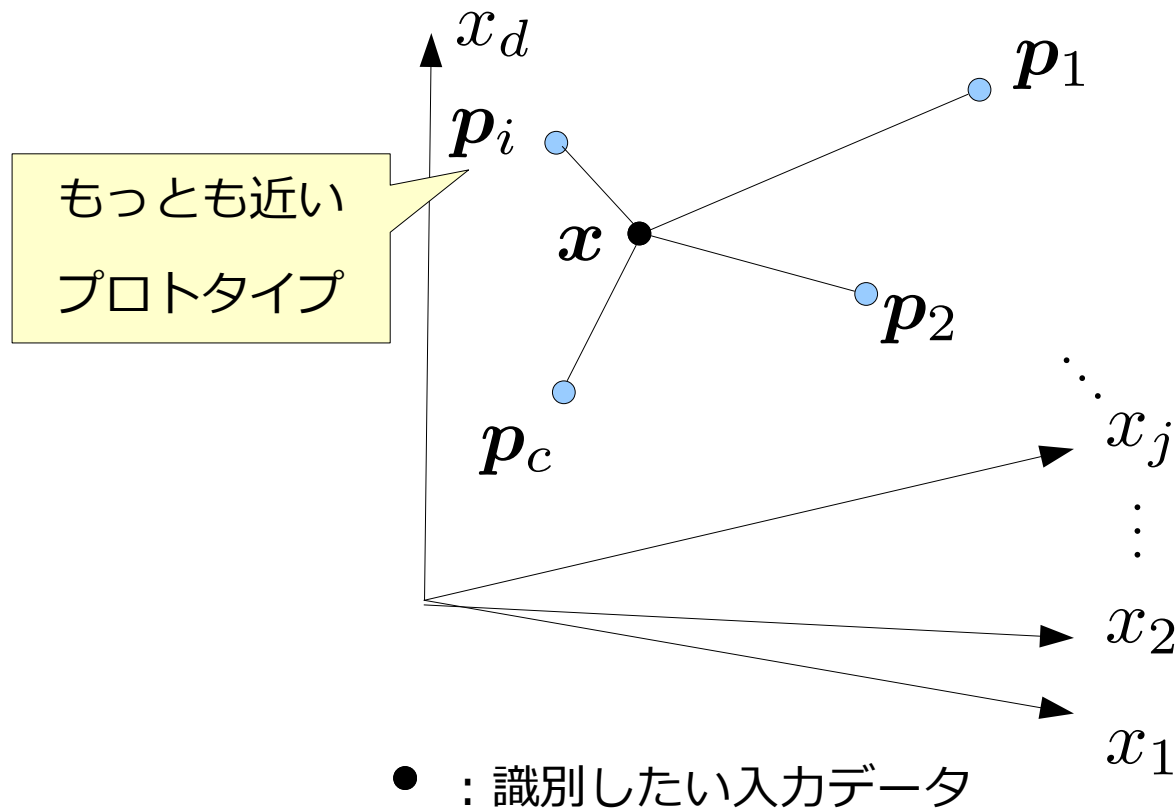 x_d
p_1
p_i
もっとも近い
プロトタイプ
x
p_2
p_c
⋱
x_j
⋮
x_2
x_1
● :識別したい入力データ